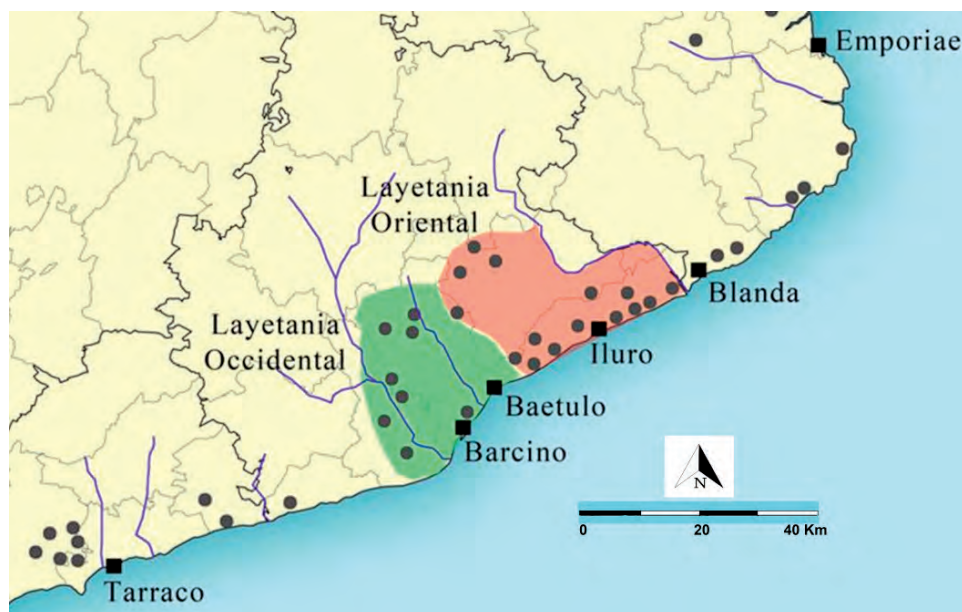 Emporiae
Layetania
Oriental
Blanda
Layetania
Occidental
Iluro
Baetulo
Barcino
N
0 20 40 Km
Tarraco